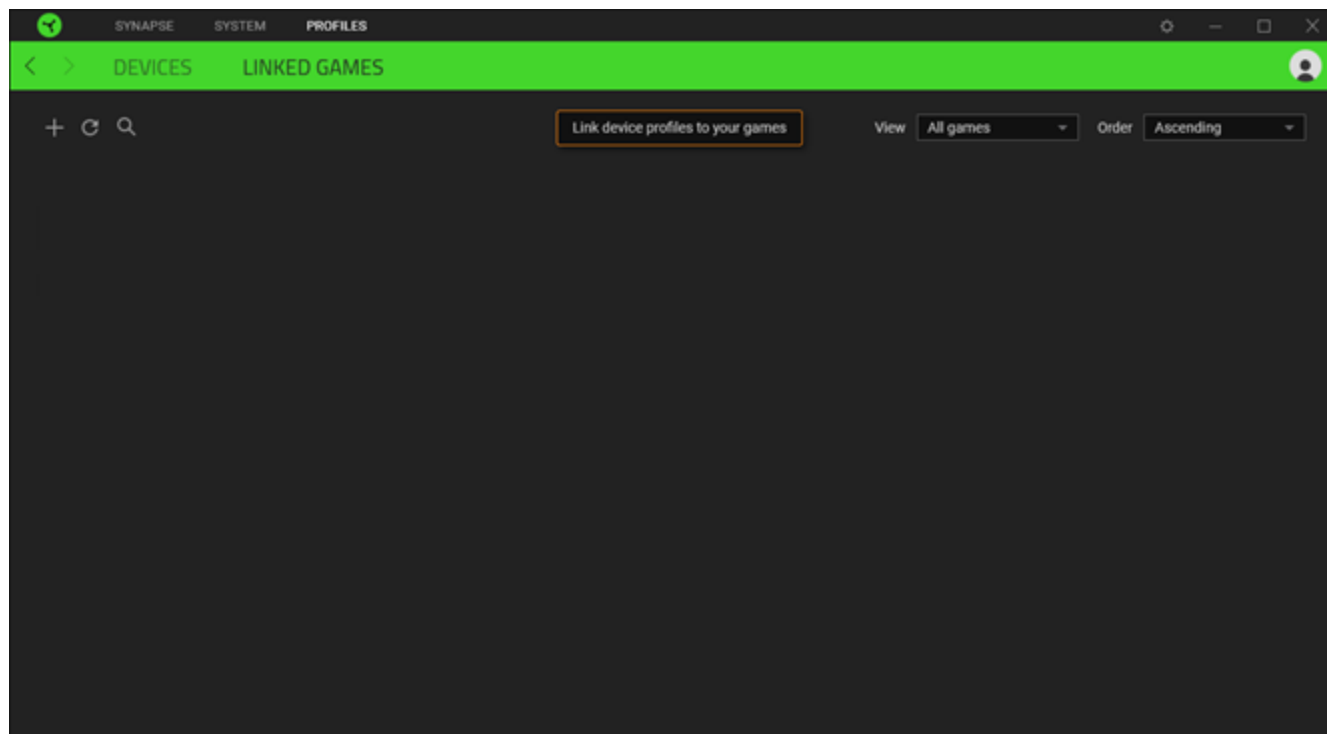 SYNAPSE SYSTEM PROFILES
DEVICES LINKED GAMES
Link device profiles to your games View All games Order Ascending